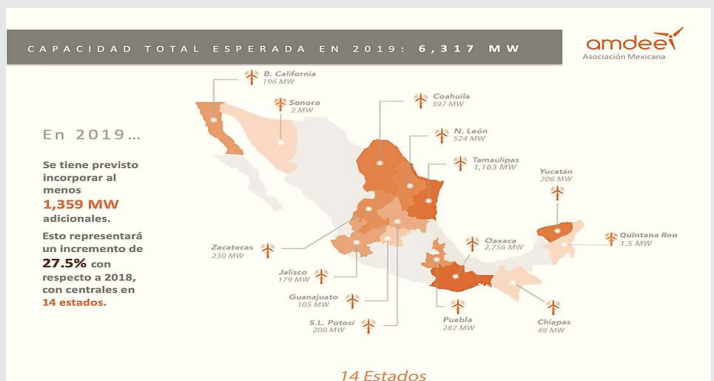 CAPACIDAD TOTAL ESPERADA EN 2019: 6,317 MW
amdee
Asociación Mexicana
B. California
196 MW
Sonora
2 MW
Coahuila
397 MW
N. León
524 MW
Tamaulipas
1,163 MW
Yucatán
206 MW
En 2019...
Se tiene previsto
incorporar al
menos
1,359 MW
adicionales.
Esto representará
un incremento de
27.5% con
respecto a 2018,
con centrales en
14 estados.
Zacatecas
230 MW
Jalisco
179 MW
Guanajuato
105 MW
S.L. Potosí
200 MW
Oaxaca
2,756 MW
Quintana Roo
1.5 MW
Puebla
287 MW
Chiapas
49 MW
14 Estados